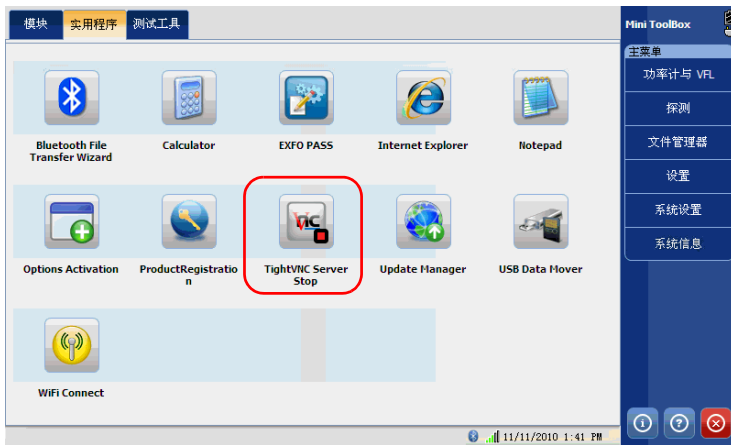 模块 实用程序 测试工具
Mini ToolBox
主菜单
功率计与 VFL
探测
文件管理器
设置
系统设置
系统信息
Bluetooth File
Transfer Wizard
Calculator
EXFO PASS
Internet Explorer
Notepad
Options Activation
ProductRegistratio
n
VNC
TightVNC Server
Stop
Update Manager
USB Data Mover
WiFi Connect
11/11/2010 1:41 PM